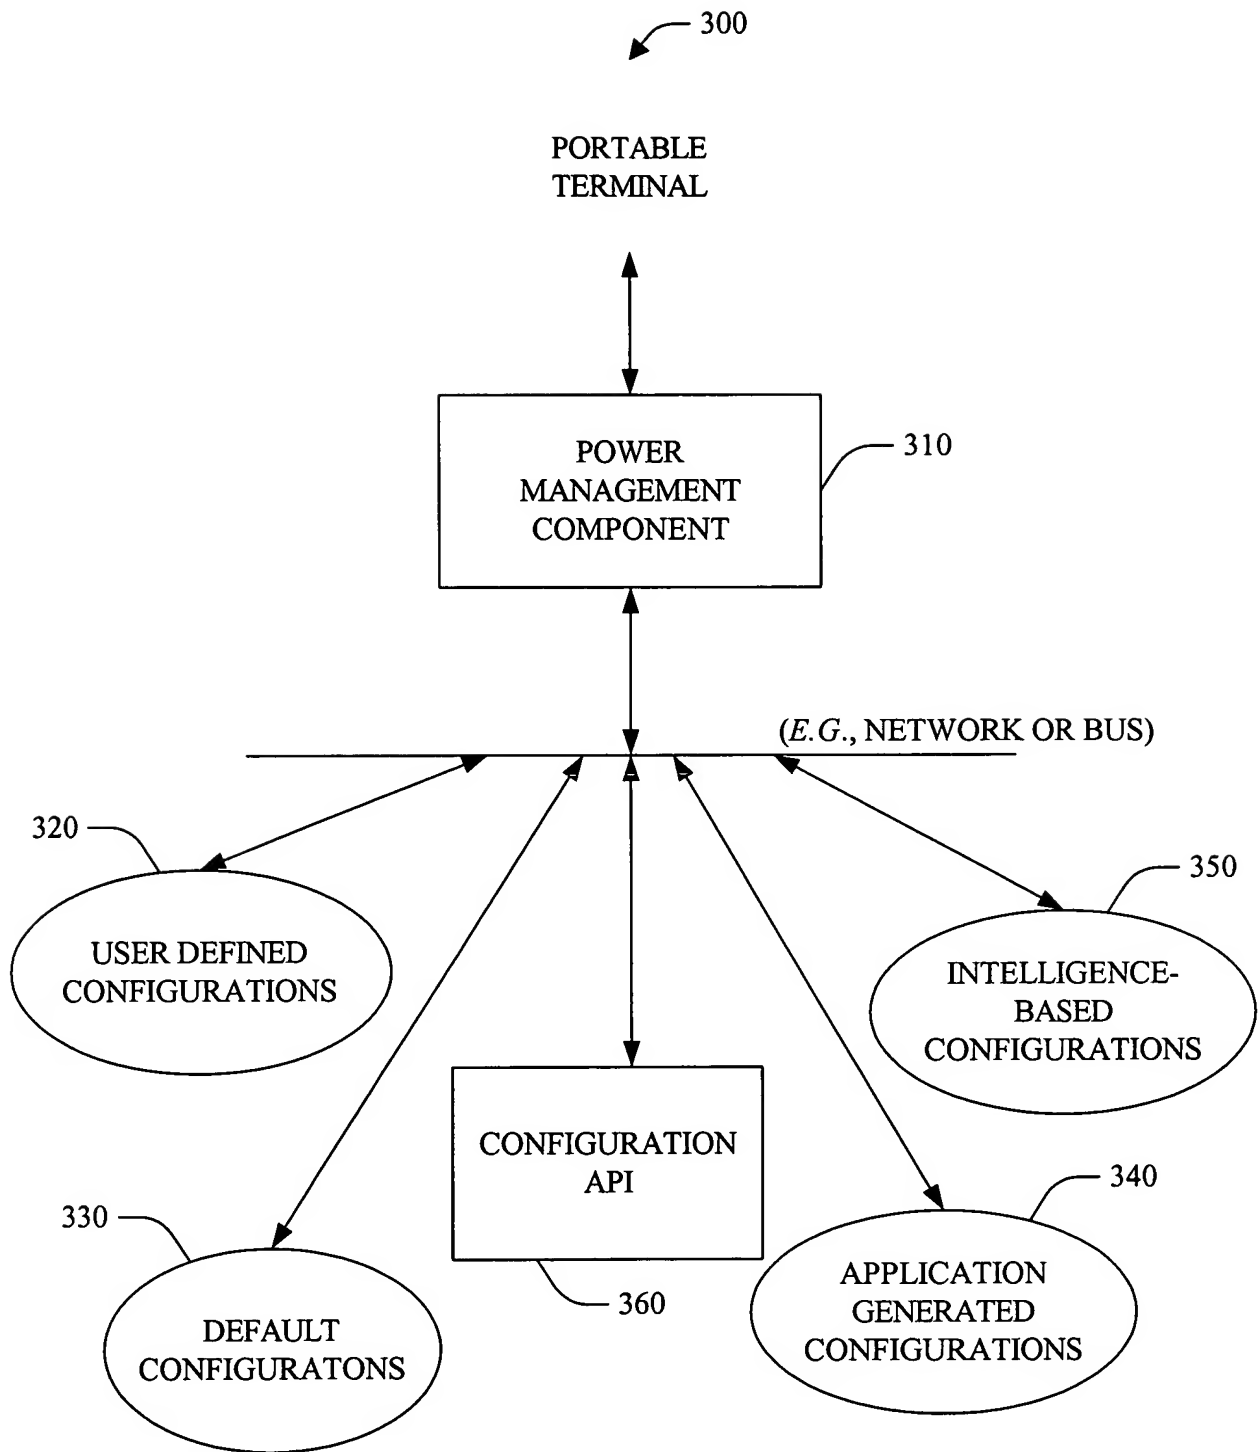 300
PORTABLE
TERMINAL
POWER
MANAGEMENT
COMPONENT
310
(E.G., NETWORK OR BUS)
320
USER DEFINED
CONFIGURATIONS
350
INTELLIGENCE-
BASED
CONFIGURATIONS
CONFIGURATION
API
360
330
DEFAULT
CONFIGURATONS
340
APPLICATION
GENERATED
CONFIGURATIONS